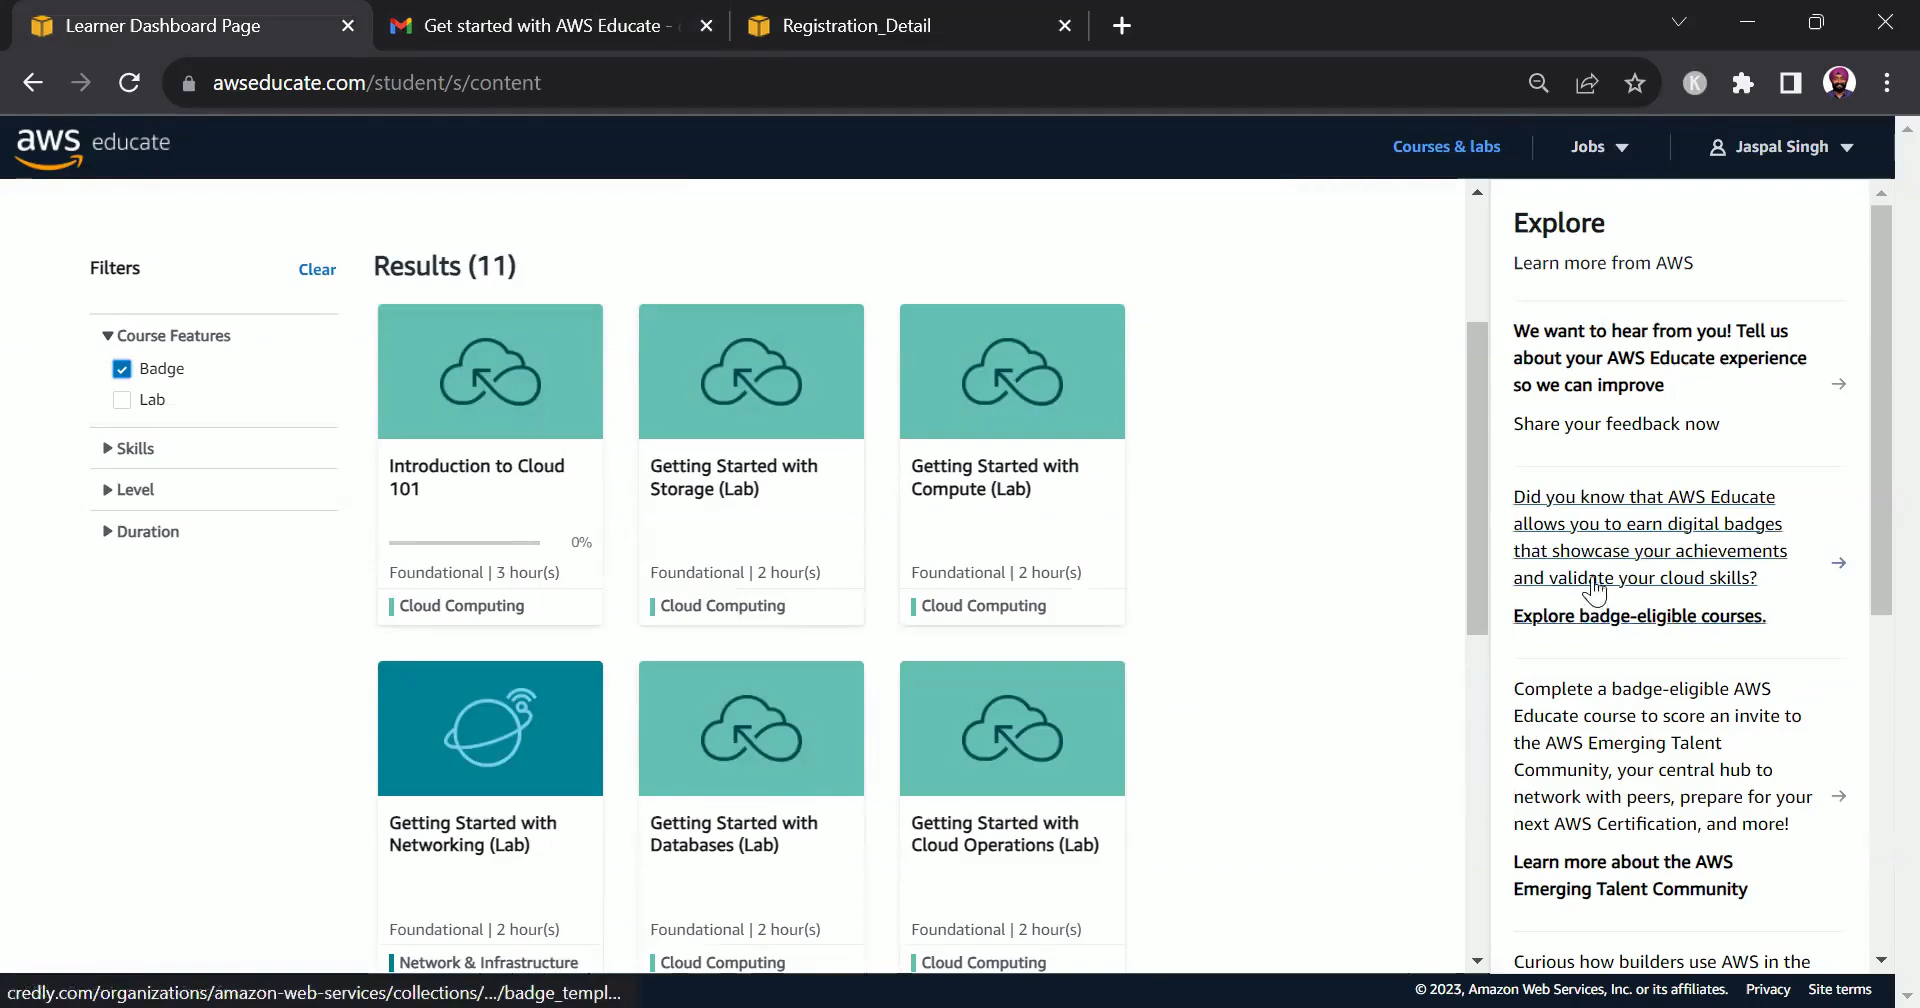 Learner Dashboard Page
Get started with AWS Educate -
Registration_Detail
awseducate.com/student/s/content
K
aws educate
Courses & labs
Jobs
Jaspal Singh
Filters
Clear
Results (11)
Course Features
Badge
Lab
Skills
Level
Duration
Introduction to Cloud
101
0%
Foundational | 3 hour(s)
Cloud Computing
Getting Started with
Storage (Lab)
Foundational | 2 hour(s)
Cloud Computing
Getting Started with
Compute (Lab)
Foundational | 2 hour(s)
Cloud Computing
Getting Started with
Networking (Lab)
Foundational | 2 hour(s)
Network & Infrastructure
Getting Started with
Databases (Lab)
Foundational | 2 hour(s)
Cloud Computing
Getting Started with
Cloud Operations (Lab)
Foundational | 2 hour(s)
Cloud Computing
Explore
Learn more from AWS
We want to hear from you! Tell us
about your AWS Educate experience
so we can improve
Share your feedback now
Did you know that AWS Educate
allows you to earn digital badges
that showcase your achievements
and validate your cloud skills?
Explore badge-eligible courses.
Complete a badge-eligible AWS
Educate course to score an invite to
the AWS Emerging Talent
Community, your central hub to
network with peers, prepare for your
next AWS Certification, and more!
Learn more about the AWS
Emerging Talent Community
Curious how builders use AWS in the
credly.com/organizations/amazon-web-services/collections/.../badge_templ...
© 2023, Amazon Web Services, Inc. or its affiliates.
Privacy
Site terms